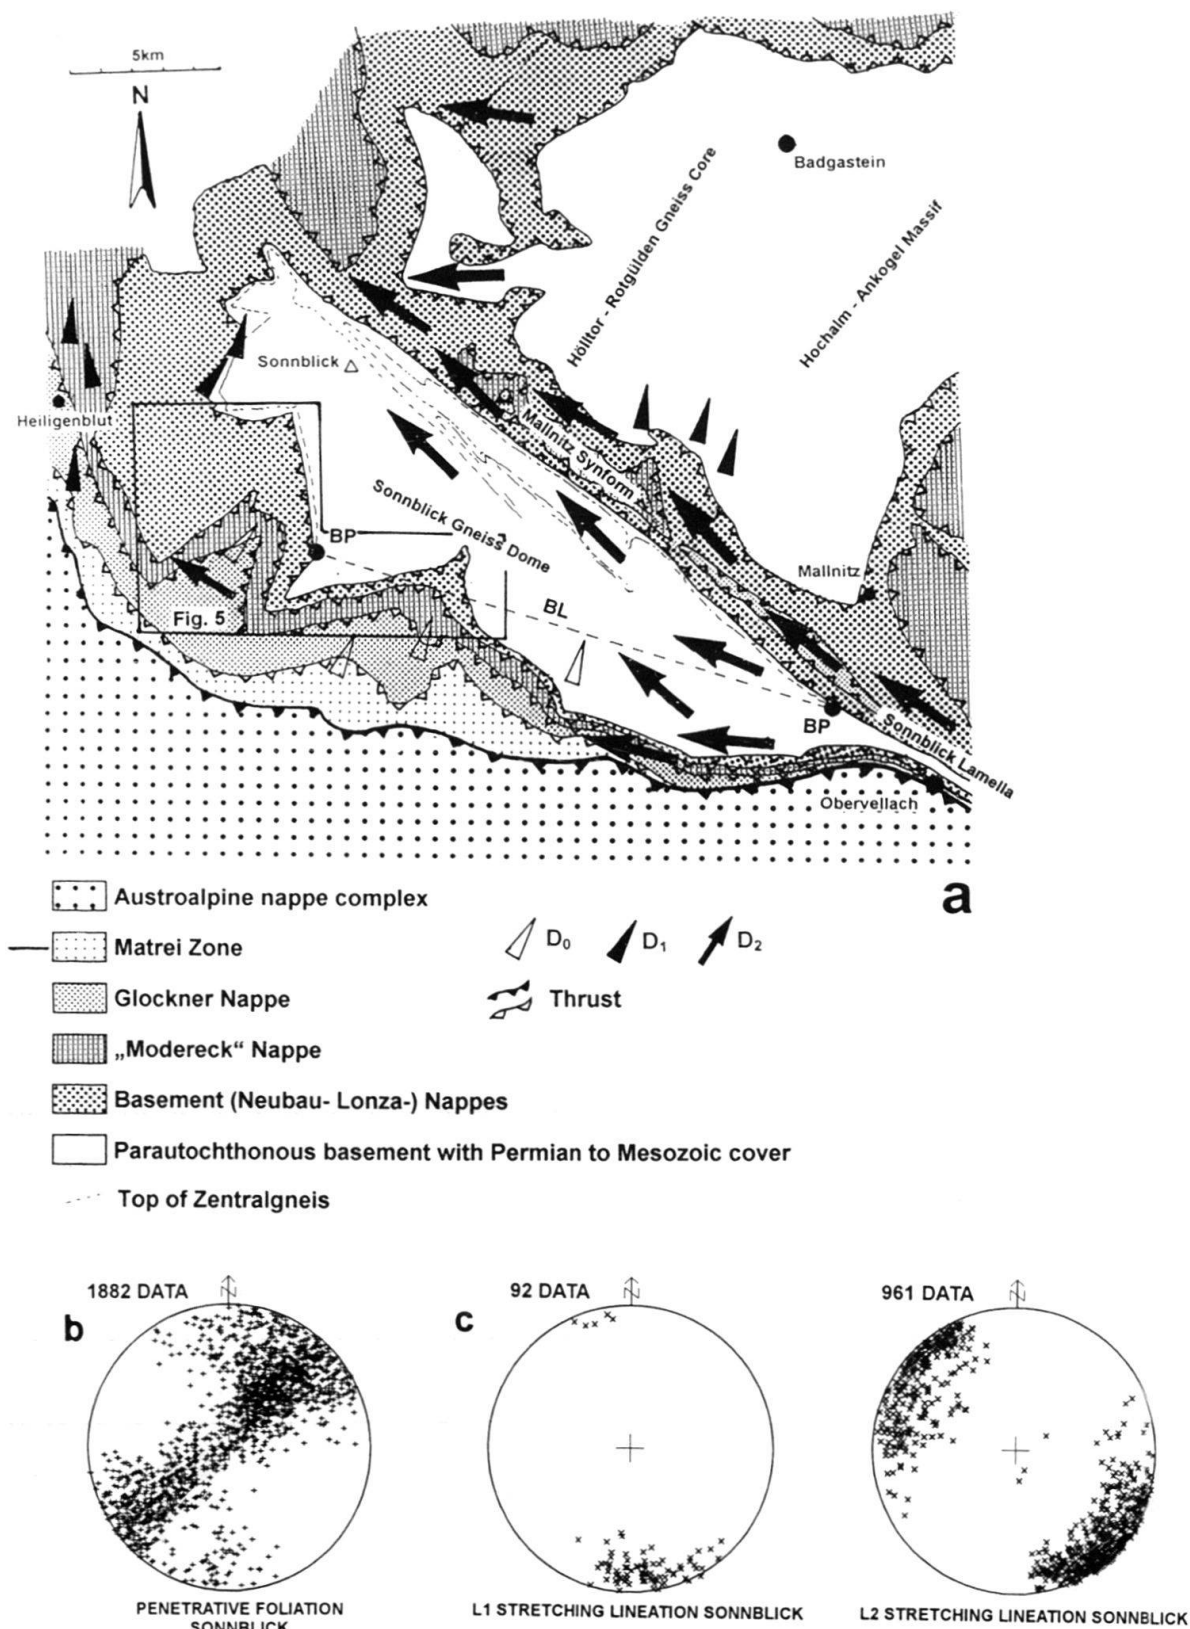 5km
N
Badgastein
Hölltor - Rotgülden Gneiss Core
Hochalm - Ankogel Massif
Sonnblick
Heiligenblut
Mallnitz Synform
Sonnblick Gneiss Dome
BP
Mallnitz
Fig. 5
BL
BP
Sonnblick Lamella
Obervellach
a
Austroalpine nappe complex
Matrei Zone
D0
D1
D2
Glockner Nappe
Thrust
„Modereck“ Nappe
Basement (Neubau- Lonza-) Nappes
Parautochthonous basement with Permian to Mesozoic cover
Top of Zentralgneis
1882 DATA
N
b
92 DATA
N
c
961 DATA
N
PENETRATIVE FOLIATION
SONNBLICK
L1 STRETCHING LINEATION SONNBLICK
L2 STRETCHING LINEATION SONNBLICK